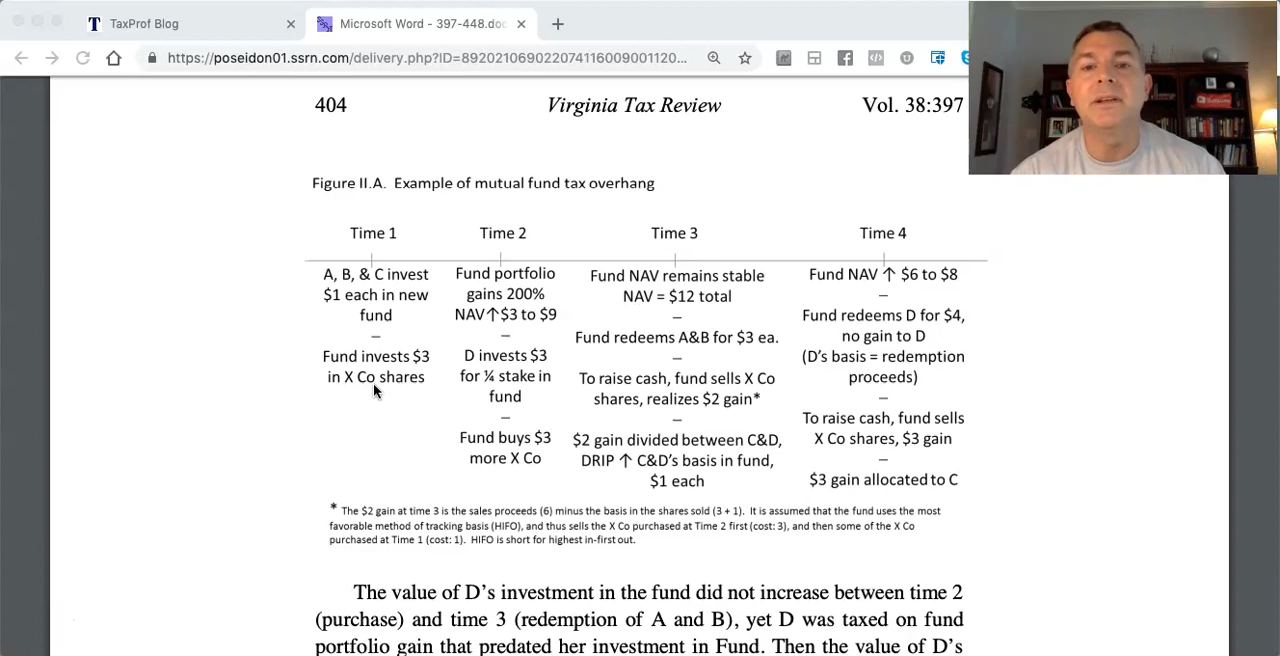 TaxProf Blog
Microsoft Word - 397-448.doc
https://poseidon01.ssrn.com/delivery.php?ID=892021069022074116009001120...
404 Virginia Tax Review Vol. 38:397
Figure II.A. Example of mutual fund tax overhang
Time 1
A, B, & C invest
$1 each in new
fund
–
Fund invests $3
in X Co shares
Time 2
Fund portfolio
gains 200%
NAV↑$3 to $9
–
D invests $3
for ¼ stake in
fund
–
Fund buys $3
more X Co
Time 3
Fund NAV remains stable
NAV = $12 total
–
Fund redeems A&B for $3 ea.
–
To raise cash, fund sells X Co
shares, realizes $2 gain*
–
$2 gain divided between C&D,
DRIP ↑ C&D's basis in fund,
$1 each
Time 4
Fund NAV ↑ $6 to $8
–
Fund redeems D for $4,
no gain to D
(D's basis = redemption
proceeds)
–
To raise cash, fund sells
X Co shares, $3 gain
–
$3 gain allocated to C
* The $2 gain at time 3 is the sales proceeds (6) minus the basis in the shares sold (3 + 1). It is assumed that the fund uses the most
favorable method of tracking basis (HIFO), and thus sells the X Co purchased at Time 2 first (cost: 3), and then some of the X Co
purchased at Time 1 (cost: 1). HIFO is short for highest in-first out.
The value of D's investment in the fund did not increase between time 2
(purchase) and time 3 (redemption of A and B), yet D was taxed on fund
portfolio gain that predated her investment in Fund. Then the value of D's